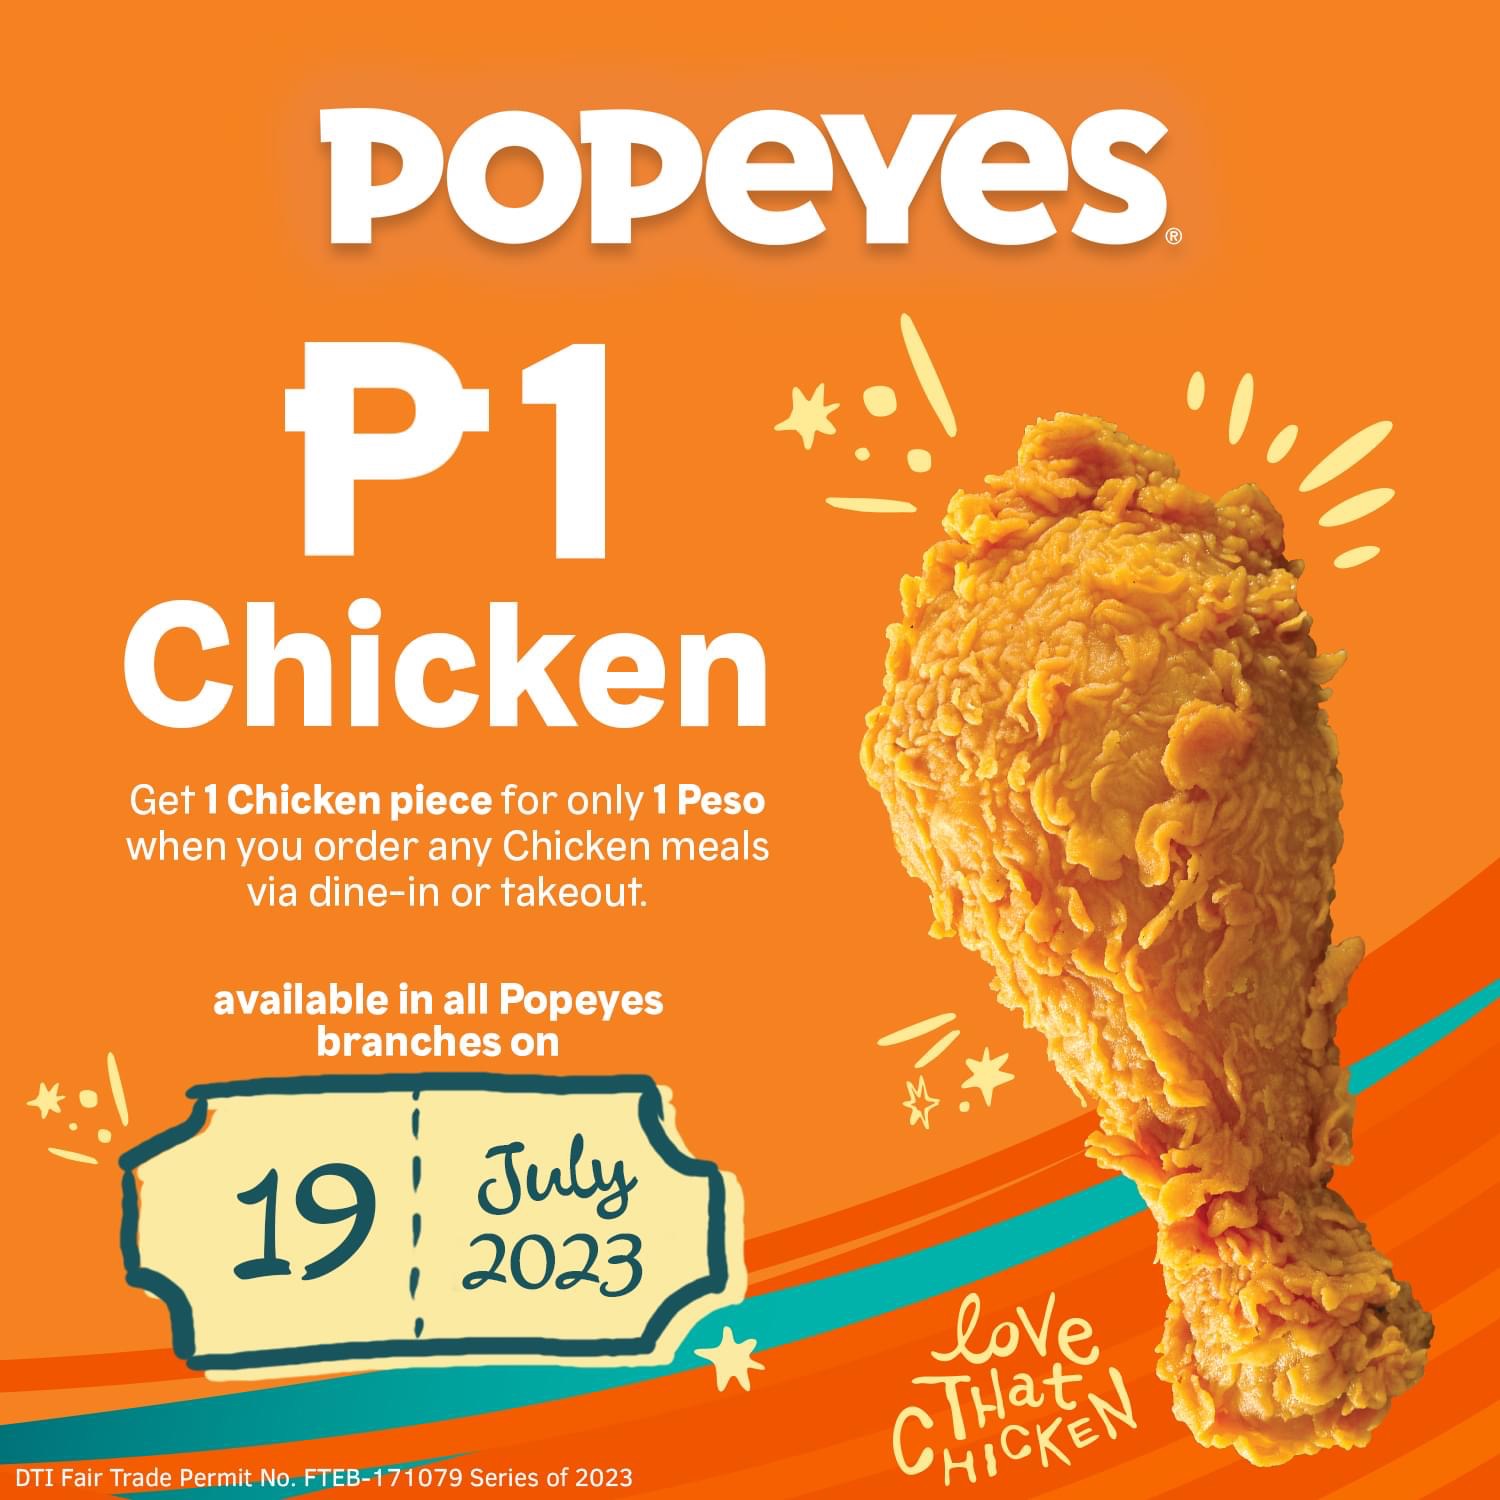 POPEYES®
₱1
Chicken
Get 1 Chicken piece for only 1 Peso
when you order any Chicken meals
via dine-in or takeout.
available in all Popeyes
branches on
19
July
2023
love
THat
CHICKEN
DTI Fair Trade Permit No. FTEB-171079 Series of 2023